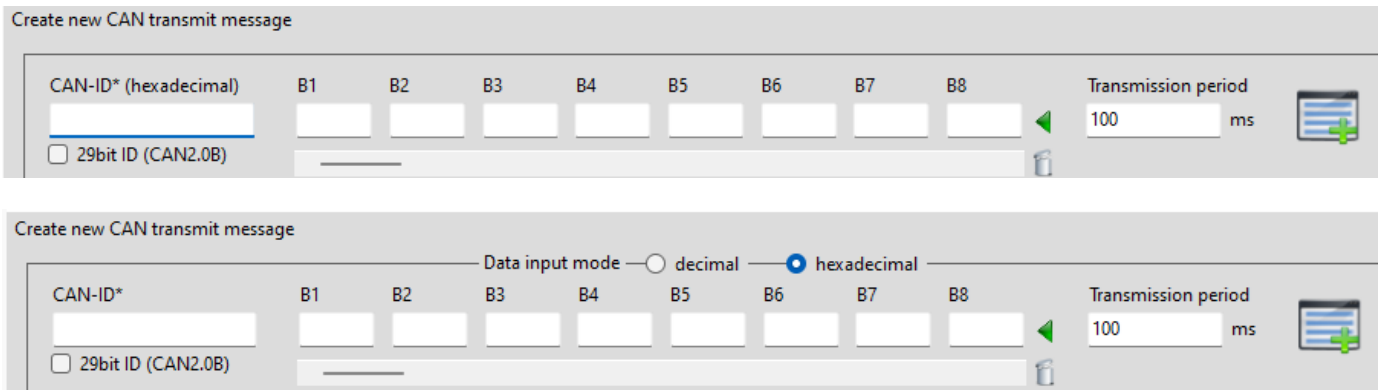 Create new CAN transmit message
CAN-ID* (hexadecimal) B1 B2 B3 B4 B5 B6 B7 B8 Transmission period
100 ms
29bit ID (CAN2.0B)
Create new CAN transmit message
Data input mode decimal hexadecimal
CAN-ID* B1 B2 B3 B4 B5 B6 B7 B8 Transmission period
100 ms
29bit ID (CAN2.0B)